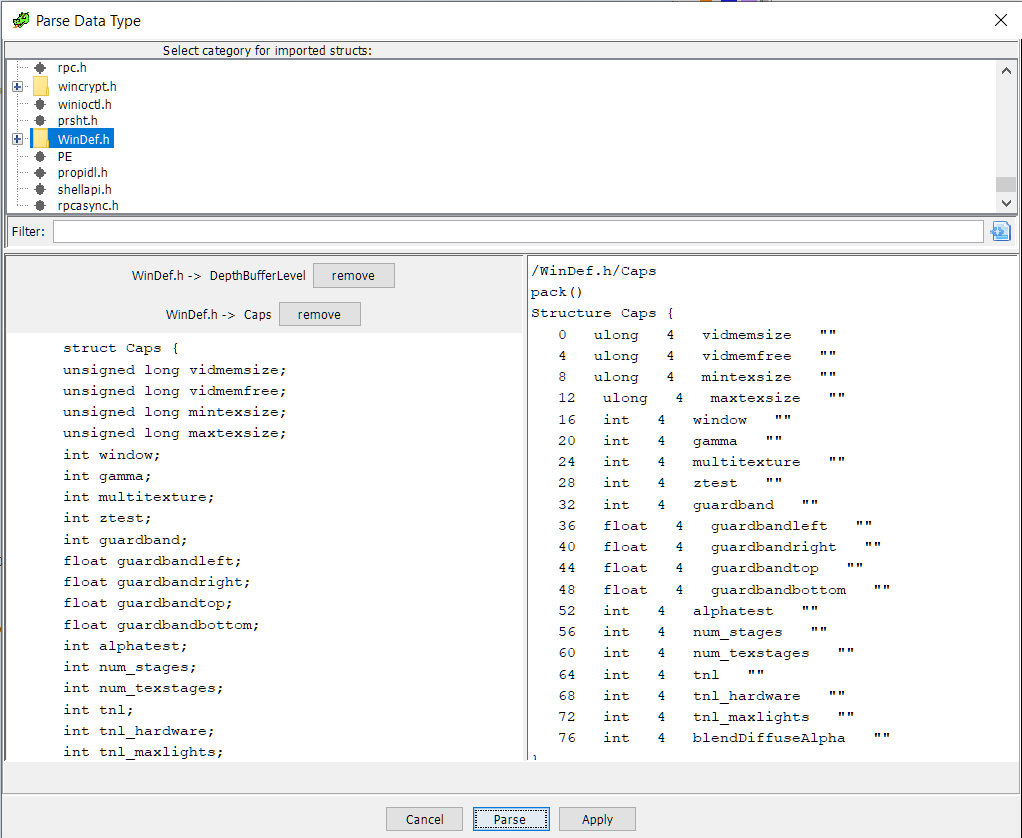 Parse Data Type
Select category for imported structs:
rpc.h
wincrypt.h
winioctl.h
prsht.h
WinDef.h
PE
propidl.h
shellapi.h
rpcasync.h
Filter:
WinDef.h -> DepthBufferLevel remove
WinDef.h -> Caps remove
struct Caps {
unsigned long vidmemsize;
unsigned long vidmemfree;
unsigned long mintexsize;
unsigned long maxtexsize;
int window;
int gamma;
int multitexture;
int ztest;
int guardband;
float guardbandleft;
float guardbandright;
float guardbandtop;
float guardbandbottom;
int alphatest;
int num_stages;
int num_texstages;
int tnl;
int tnl_hardware;
int tnl_maxlights;
/WinDef.h/Caps
pack()
Structure Caps {
0 ulong 4 vidmemsize ""
4 ulong 4 vidmemfree ""
8 ulong 4 mintexsize ""
12 ulong 4 maxtexsize ""
16 int 4 window ""
20 int 4 gamma ""
24 int 4 multitexture ""
28 int 4 ztest ""
32 int 4 guardband ""
36 float 4 guardbandleft ""
40 float 4 guardbandright ""
44 float 4 guardbandtop ""
48 float 4 guardbandbottom ""
52 int 4 alphatest ""
56 int 4 num_stages ""
60 int 4 num_texstages ""
64 int 4 tnl ""
68 int 4 tnl_hardware ""
72 int 4 tnl_maxlights ""
76 int 4 blendDiffuseAlpha ""
Cancel Parse Apply